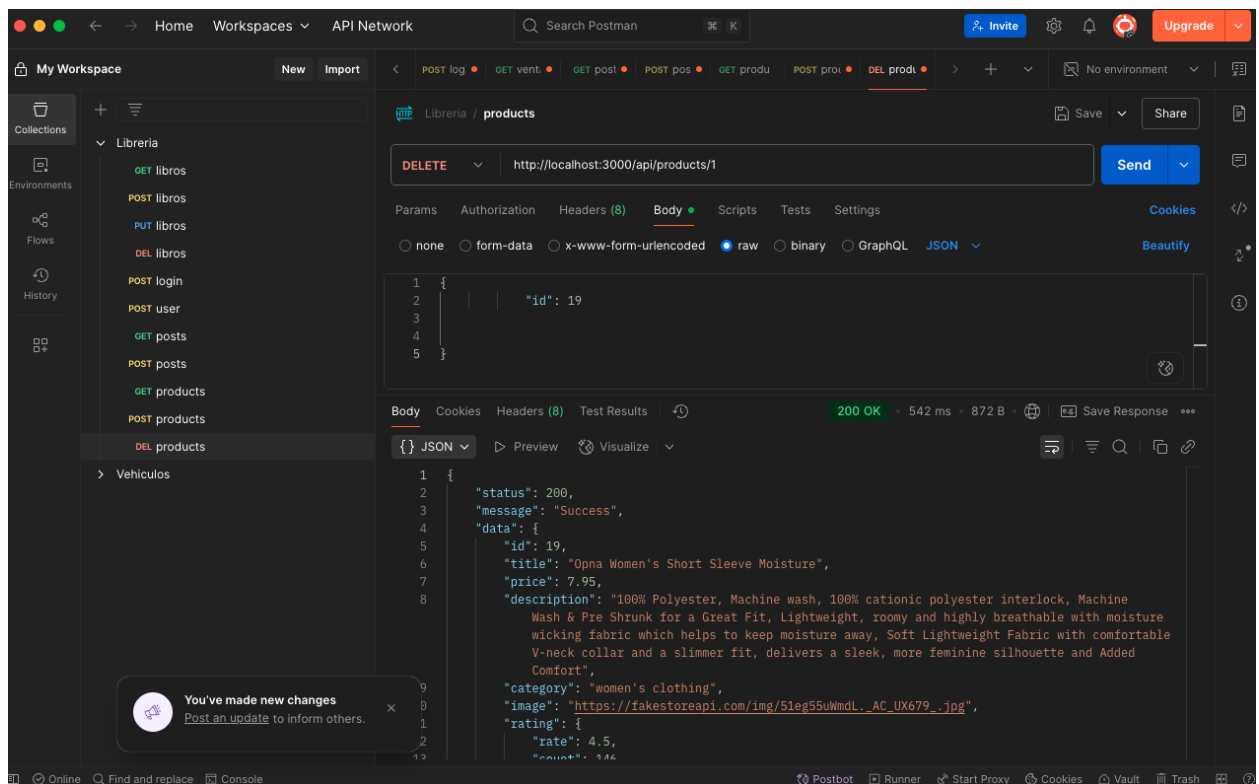 Home Workspaces API Network Search Postman ⌘ K Invite Upgrade
My Workspace New Import POST log GET vent. GET post POST pos GET produ POST prou DEL produ No environment
Collections
Environments
Flows
History
Libreria
GET libros
POST libros
PUT libros
DEL libros
POST login
POST user
GET posts
POST posts
GET products
POST products
DEL products
Vehiculos
HTTP Libreria / products Save Share
DELETE http://localhost:3000/api/products/1 Send
Params Authorization Headers (8) Body Scripts Tests Settings Cookies
none form-data x-www-form-urlencoded raw binary GraphQL JSON Beautify
1 {
2 "id": 19
3
4
5 }
Body Cookies Headers (8) Test Results 200 OK 542 ms 872 B Save Response
{} JSON Preview Visualize
1 {
2 "status": 200,
3 "message": "Success",
4 "data": {
5 "id": 19,
6 "title": "Opna Women's Short Sleeve Moisture",
7 "price": 7.95,
8 "description": "100% Polyester, Machine wash, 100% cationic polyester interlock, Machine
Wash & Pre Shrunk for a Great Fit, Lightweight, roomy and highly breathable with moisture
wicking fabric which helps to keep moisture away, Soft Lightweight Fabric with comfortable
V-neck collar and a slimmer fit, delivers a sleek, more feminine silhouette and Added
Comfort",
9 "category": "women's clothing",
0 "image": "https://fakestoreapi.com/img/51eg55uWmdL._AC_UX679_.jpg",
1 "rating": {
2 "rate": 4.5,
13 "count": 146
You've made new changes
Post an update to inform others.
Online Find and replace Console Postbot Runner Start Proxy Cookies Vault Trash